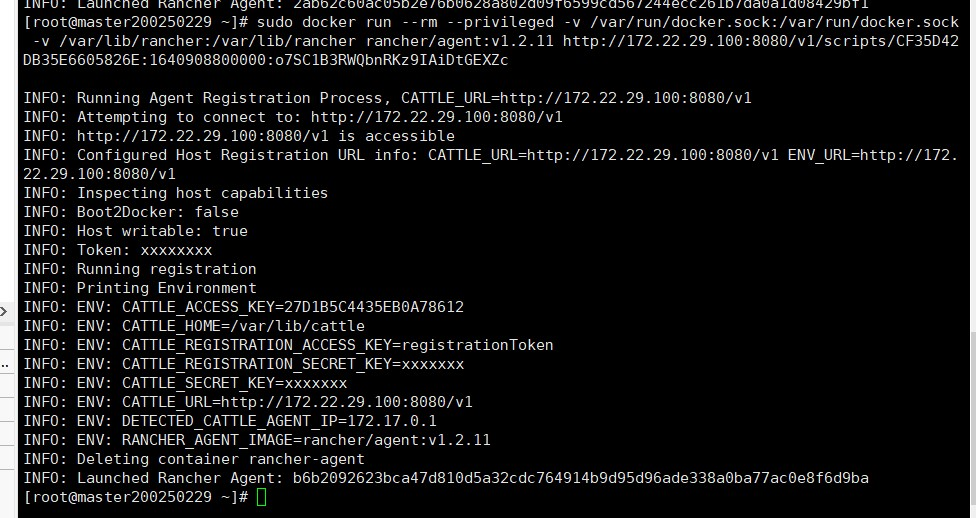 [root@master200250229 ~]# sudo docker run --rm --privileged -v /var/run/docker.sock:/var/run/docker.sock
 -v /var/lib/rancher:/var/lib/rancher rancher/agent:v1.2.11 http://172.22.29.100:8080/v1/scripts/CF35D42
DB35E6605826E:1640908800000:o7SC1B3RWQbnRKz9IAiDtGEXZc
INFO: Running Agent Registration Process, CATTLE_URL=http://172.22.29.100:8080/v1
INFO: Attempting to connect to: http://172.22.29.100:8080/v1
INFO: http://172.22.29.100:8080/v1 is accessible
INFO: Configured Host Registration URL info: CATTLE_URL=http://172.22.29.100:8080/v1 ENV_URL=http://172.
22.29.100:8080/v1
INFO: Inspecting host capabilities
INFO: Boot2Docker: false
INFO: Host writable: true
INFO: Token: xxxxxxxx
INFO: Running registration
INFO: Printing Environment
INFO: ENV: CATTLE_ACCESS_KEY=27D1B5C4435EB0A78612
INFO: ENV: CATTLE_HOME=/var/lib/cattle
INFO: ENV: CATTLE_REGISTRATION_ACCESS_KEY=registrationToken
INFO: ENV: CATTLE_REGISTRATION_SECRET_KEY=xxxxxxx
INFO: ENV: CATTLE_SECRET_KEY=xxxxxxx
INFO: ENV: CATTLE_URL=http://172.22.29.100:8080/v1
INFO: ENV: DETECTED_CATTLE_AGENT_IP=172.17.0.1
INFO: ENV: RANCHER_AGENT_IMAGE=rancher/agent:v1.2.11
INFO: Deleting container rancher-agent
INFO: Launched Rancher Agent: b6b2092623bca47d810d5a32cdc764914b9d95d96ade338a0ba77ac0e8f6d9ba
[root@master200250229 ~]#